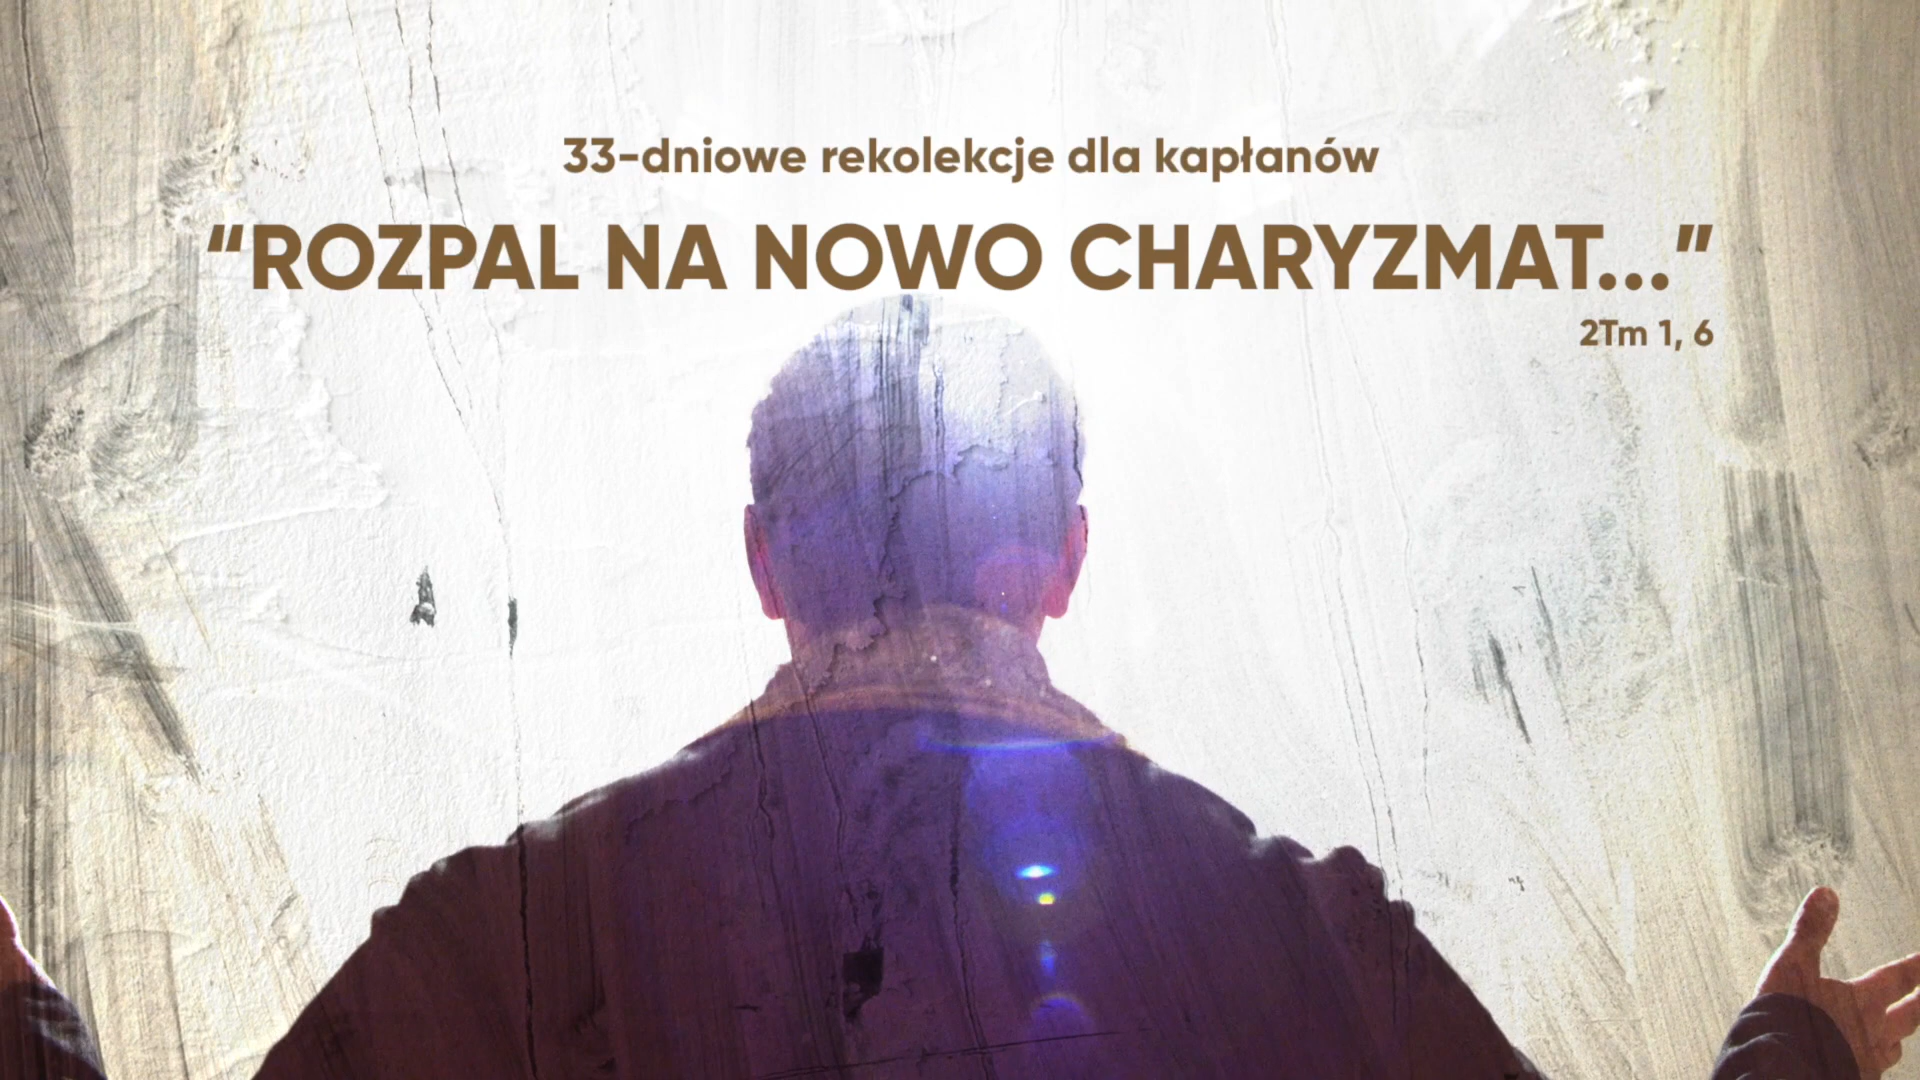 33-dniowe rekolekcje dla kapłanów
“ROZPAL NA NOWO CHARYZMAT...”
2Tm 1, 6